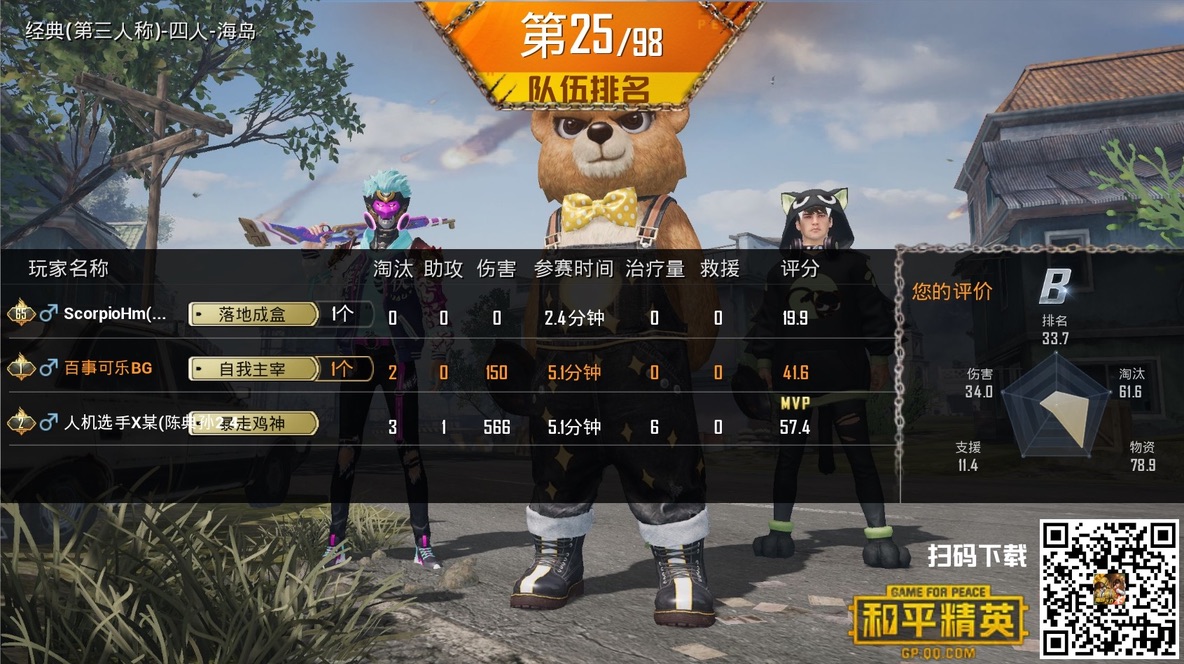 经典(第三人称)-四人-海岛
第25/98
队伍排名
玩家名称 淘汰 助攻 伤害 参赛时间 治疗量 救援 评分
65 ScorpioHm(... 落地成盒 1个 0 0 0 2.4分钟 0 0 19.9
1 百事可乐BG 自我主宰 1个 2 0 150 5.1分钟 0 0 41.6
MVP
2 人机选手X某(陈典孙2.4 暴走鸡神 3 1 566 5.1分钟 6 0 57.4
您的评价 B
排名
33.7
伤害
34.0
淘汰
61.6
支援
11.4
物资
78.9
扫码下载
GAME FOR PEACE
和平精英
GP·QQ·COM